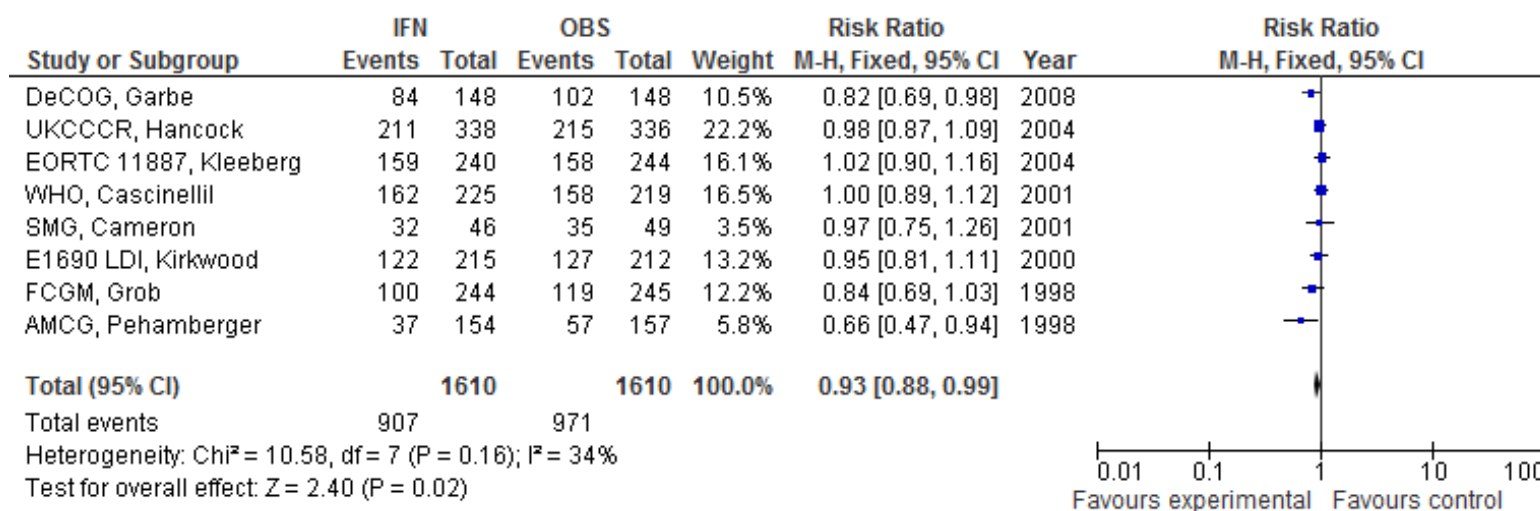 IFN OBS Risk Ratio Risk Ratio
Study or Subgroup Events Total Events Total Weight M-H, Fixed, 95% CI Year M-H, Fixed, 95% CI
DeCOG, Garbe 84 148 102 148 10.5% 0.82 [0.69, 0.98] 2008
UKCCCR, Hancock 211 338 215 336 22.2% 0.98 [0.87, 1.09] 2004
EORTC 11887, Kleeberg 159 240 158 244 16.1% 1.02 [0.90, 1.16] 2004
WHO, Cascinellil 162 225 158 219 16.5% 1.00 [0.89, 1.12] 2001
SMG, Cameron 32 46 35 49 3.5% 0.97 [0.75, 1.26] 2001
E1690 LDI, Kirkwood 122 215 127 212 13.2% 0.95 [0.81, 1.11] 2000
FCGM, Grob 100 244 119 245 12.2% 0.84 [0.69, 1.03] 1998
AMCG, Pehamberger 37 154 57 157 5.8% 0.66 [0.47, 0.94] 1998
Total (95% CI) 1610 1610 100.0% 0.93 [0.88, 0.99]
Total events 907 971
Heterogeneity: Chi² = 10.58, df = 7 (P = 0.16); I² = 34%
Test for overall effect: Z = 2.40 (P = 0.02)
0.01 0.1 1 10 100
Favours experimental Favours control